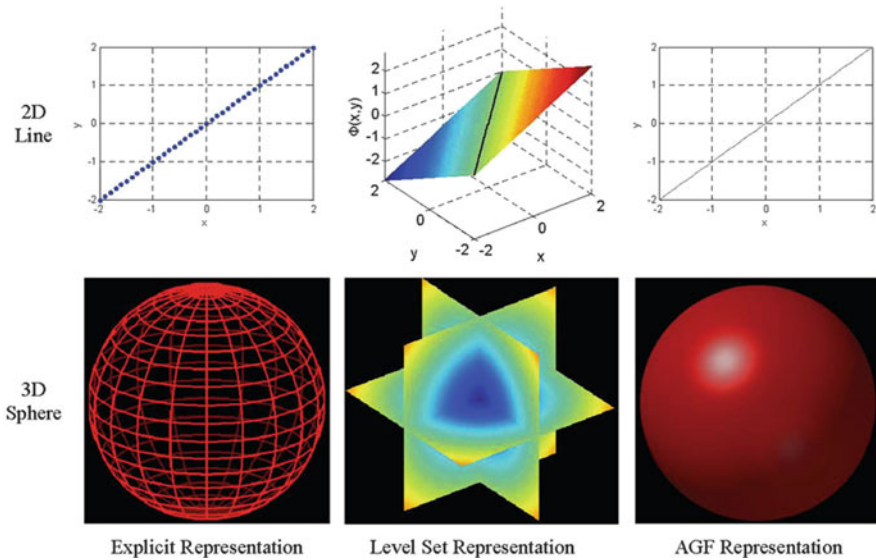 2D
Line
2
1
0
-1
-2
-2
-1
0
1
2
y
x
2
1
0
-1
-2
Φ(x,y)
2
0
-2
y
-2
0
2
x
2
1
0
-1
-2
-2
-1
0
1
2
y
x
3D
Sphere
Explicit Representation
Level Set Representation
AGF Representation